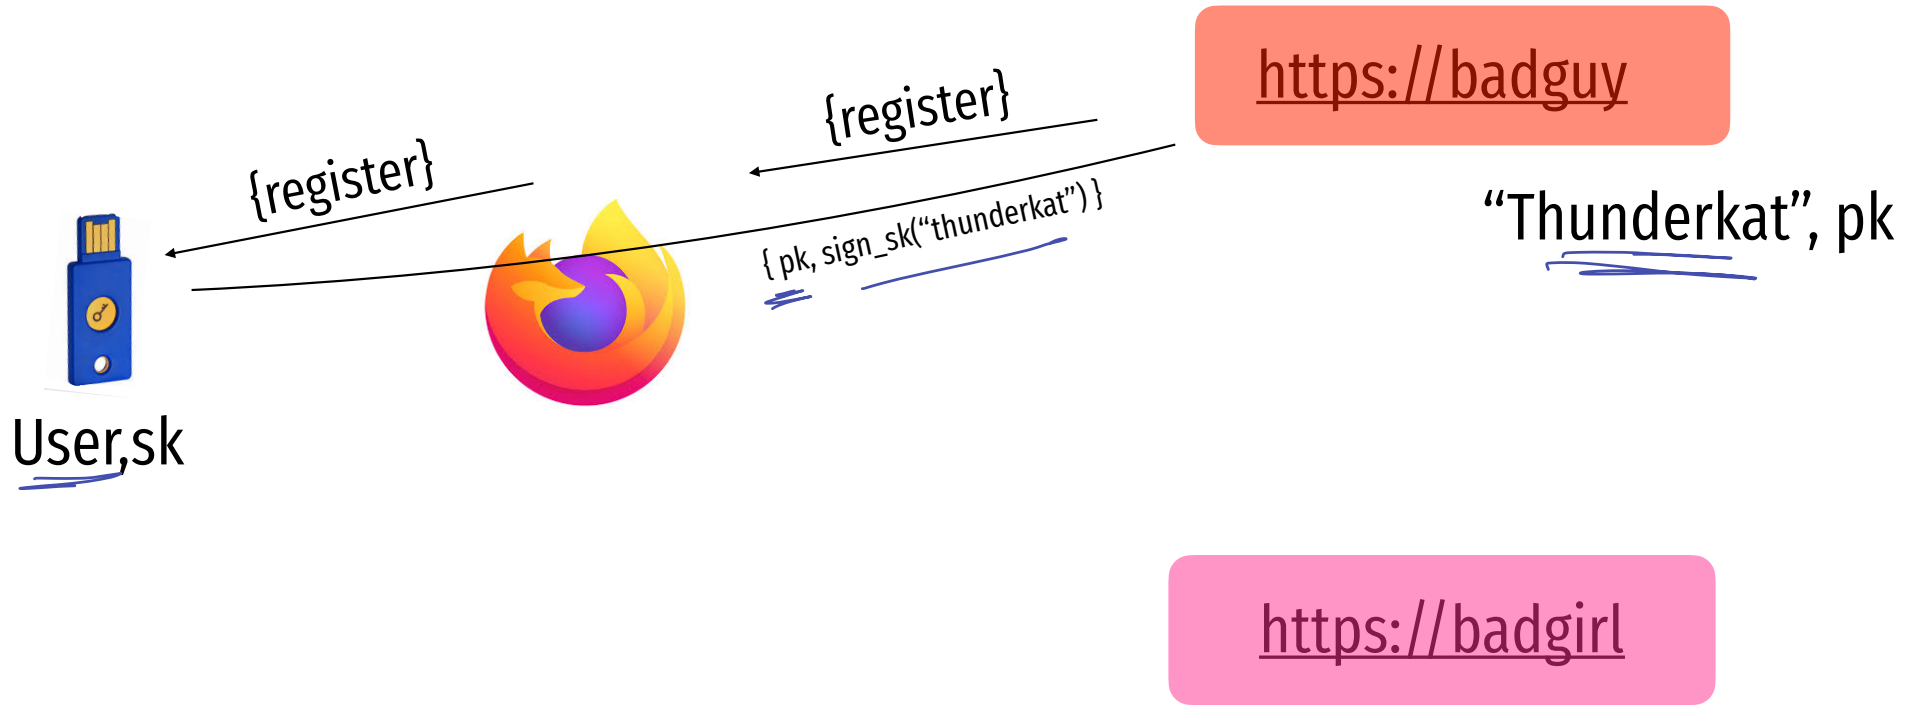 https://badguy
{register}
{register}
{ pk, sign_sk(“thunderkat”) }
“Thunderkat”, pk
User,sk
https://badgirl